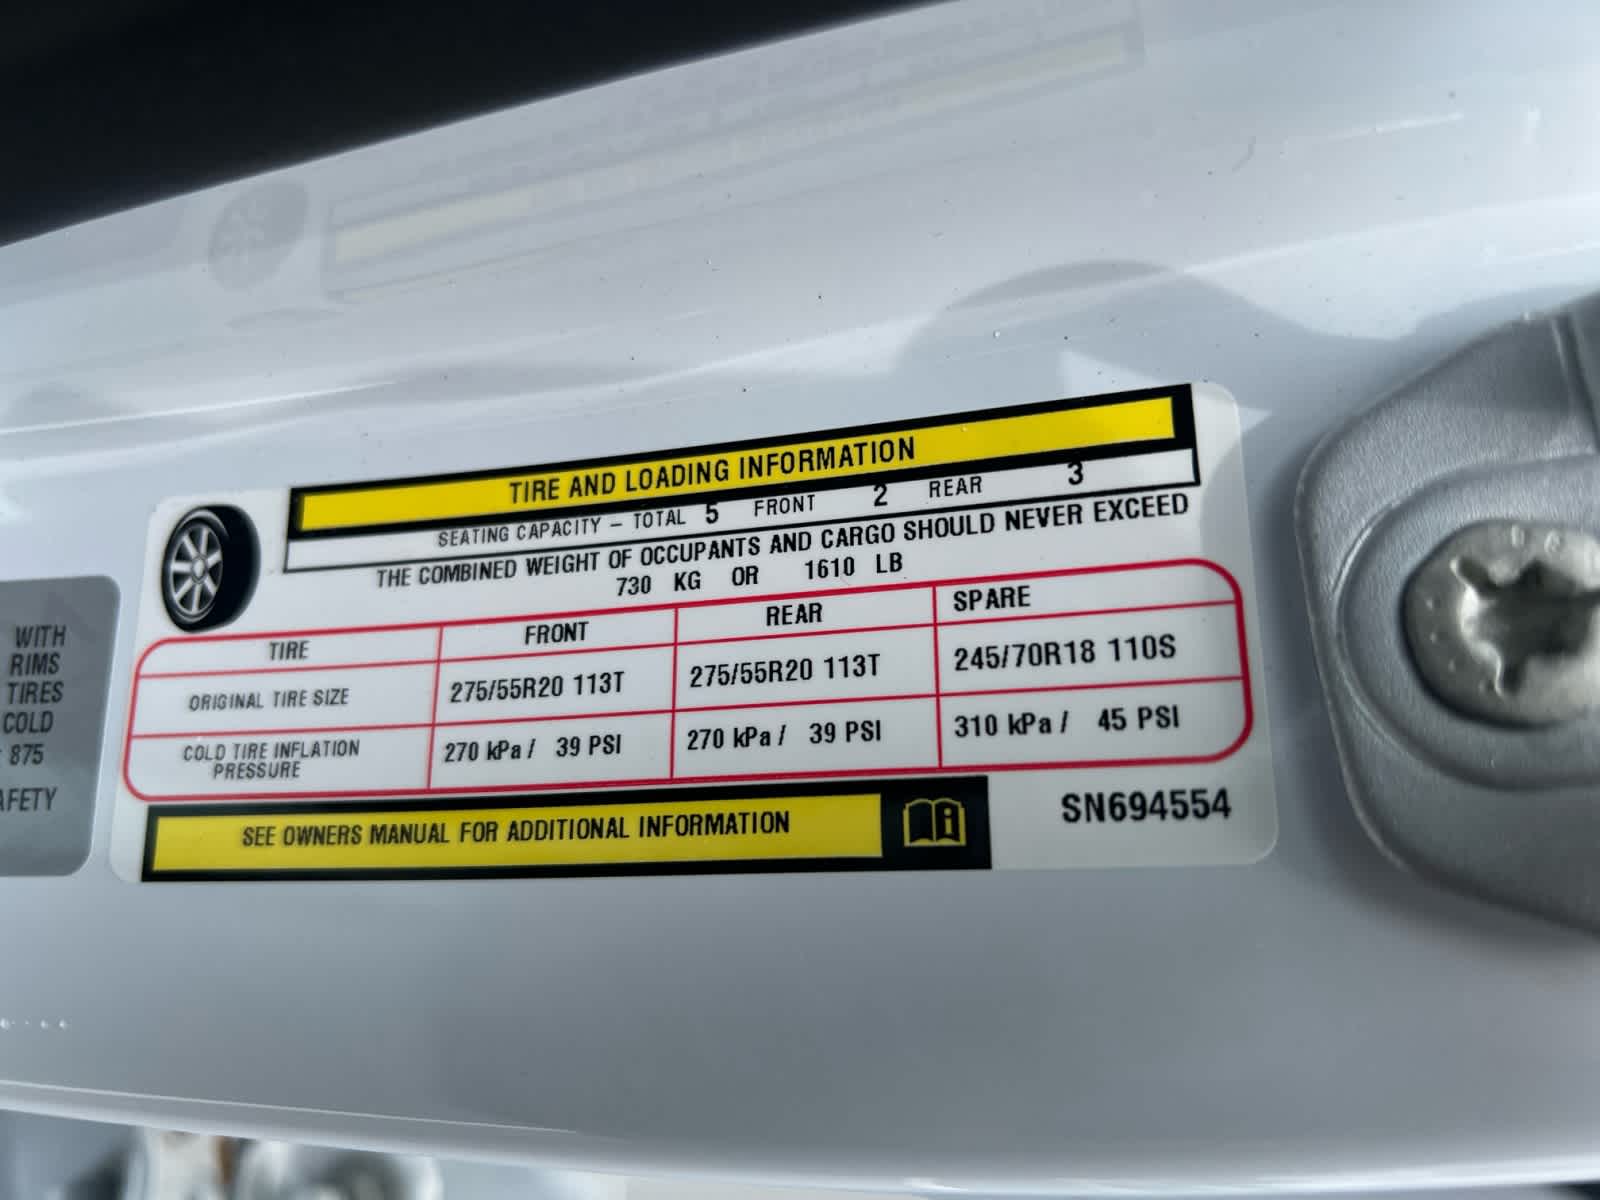 TIRE AND LOADING INFORMATION
SEATING CAPACITY – TOTAL 5 FRONT 2 REAR 3
THE COMBINED WEIGHT OF OCCUPANTS AND CARGO SHOULD NEVER EXCEED
730 KG OR 1610 LB
TIRE FRONT REAR SPARE
ORIGINAL TIRE SIZE 275/55R20 113T 275/55R20 113T 245/70R18 110S
COLD TIRE INFLATION
PRESSURE 270 kPa / 39 PSI 270 kPa / 39 PSI 310 kPa / 45 PSI
SEE OWNERS MANUAL FOR ADDITIONAL INFORMATION
SN694554
WITH
RIMS
TIRES
COLD
875
AFETY